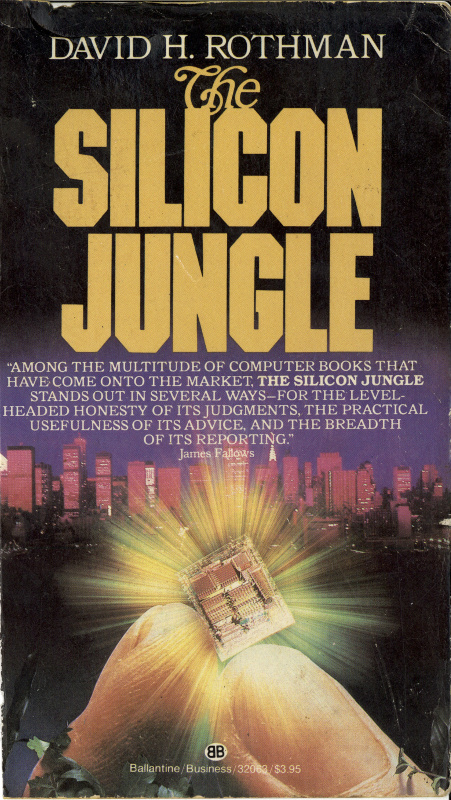 DAVID H. ROTHMAN
The
SILICON
JUNGLE
“AMONG THE MULTITUDE OF COMPUTER BOOKS THAT
HAVE COME ONTO THE MARKET, THE SILICON JUNGLE
STANDS OUT IN SEVERAL WAYS—FOR THE LEVEL-
HEADED HONESTY OF ITS JUDGMENTS, THE PRACTICAL
USEFULNESS OF ITS ADVICE, AND THE BREADTH
OF ITS REPORTING.”
James Fallows
BB
Ballantine/Business/32063/$3.95